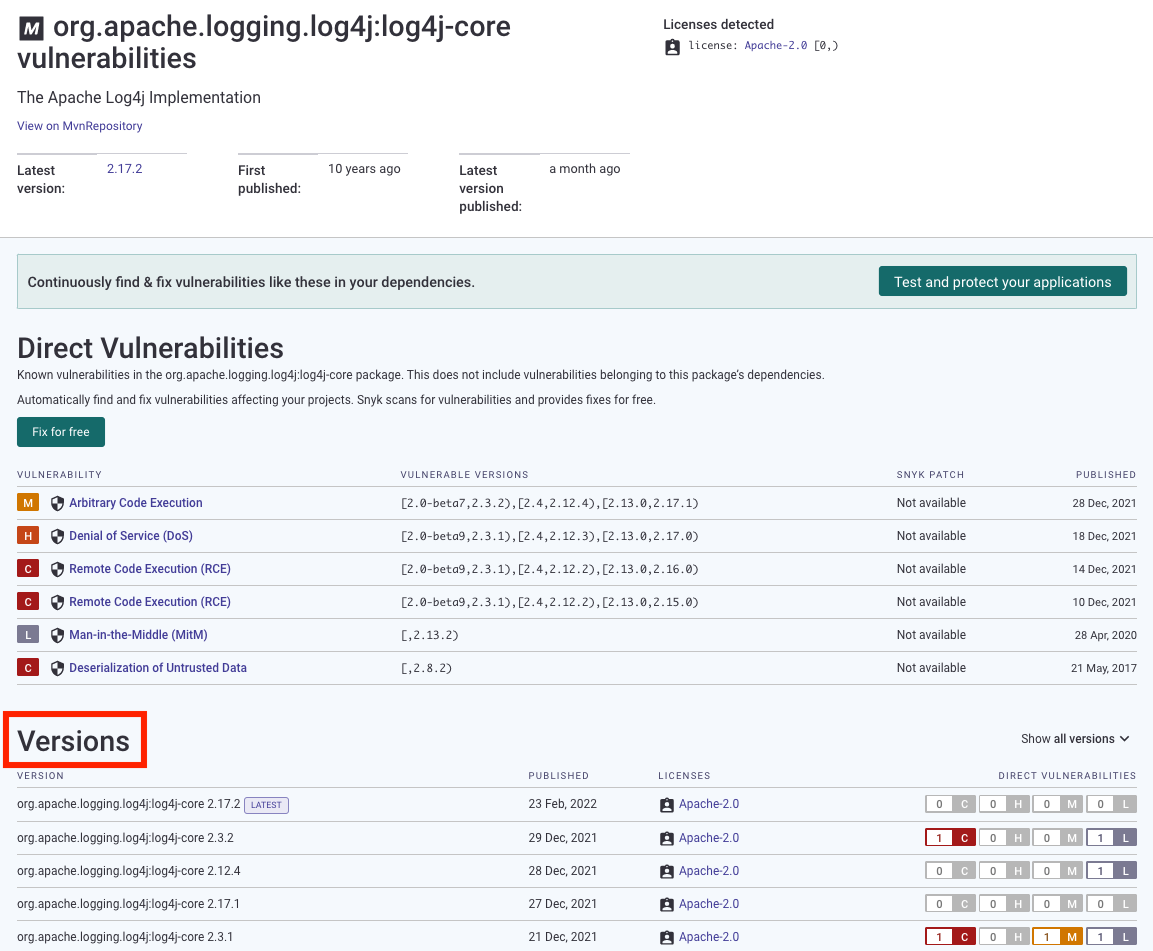 M org.apache.logging.log4j:log4j-core
vulnerabilities
Licenses detected
license: Apache-2.0 [0,)
The Apache Log4j Implementation
View on MvnRepository
Latest version: 2.17.2
First published: 10 years ago
Latest version published: a month ago
Continuously find & fix vulnerabilities like these in your dependencies.
Test and protect your applications
Direct Vulnerabilities
Known vulnerabilities in the org.apache.logging.log4j:log4j-core package. This does not include vulnerabilities belonging to this package's dependencies.
Automatically find and fix vulnerabilities affecting your projects. Snyk scans for vulnerabilities and provides fixes for free.
Fix for free
VULNERABILITY VULNERABLE VERSIONS SNYK PATCH PUBLISHED
M Arbitrary Code Execution [2.0-beta7,2.3.2),[2.4,2.12.4),[2.13.0,2.17.1) Not available 28 Dec, 2021
H Denial of Service (DoS) [2.0-beta9,2.3.1),[2.4,2.12.3),[2.13.0,2.17.0) Not available 18 Dec, 2021
C Remote Code Execution (RCE) [2.0-beta9,2.3.1),[2.4,2.12.2),[2.13.0,2.16.0) Not available 14 Dec, 2021
C Remote Code Execution (RCE) [2.0-beta9,2.3.1),[2.4,2.12.2),[2.13.0,2.15.0) Not available 10 Dec, 2021
L Man-in-the-Middle (MitM) [,2.13.2) Not available 28 Apr, 2020
C Deserialization of Untrusted Data [,2.8.2) Not available 21 May, 2017
Versions
Show all versions
VERSION PUBLISHED LICENSES DIRECT VULNERABILITIES
org.apache.logging.log4j:log4j-core 2.17.2 LATEST 23 Feb, 2022 Apache-2.0 0 C 0 H 0 M 0 L
org.apache.logging.log4j:log4j-core 2.3.2 29 Dec, 2021 Apache-2.0 1 C 0 H 0 M 1 L
org.apache.logging.log4j:log4j-core 2.12.4 28 Dec, 2021 Apache-2.0 0 C 0 H 0 M 1 L
org.apache.logging.log4j:log4j-core 2.17.1 27 Dec, 2021 Apache-2.0 0 C 0 H 0 M 0 L
org.apache.logging.log4j:log4j-core 2.3.1 21 Dec, 2021 Apache-2.0 1 C 0 H 1 M 1 L